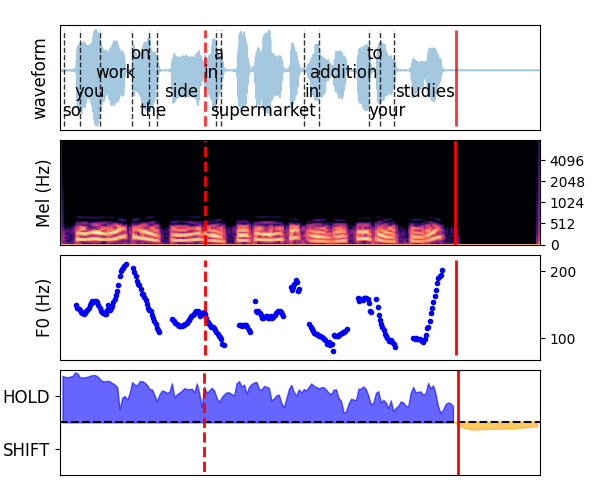 waveform
on a to
work in addition
you side in studies
so the supermarket your
Mel (Hz)
4096
2048
1024
512
0
F0 (Hz)
200
100
HOLD
SHIFT